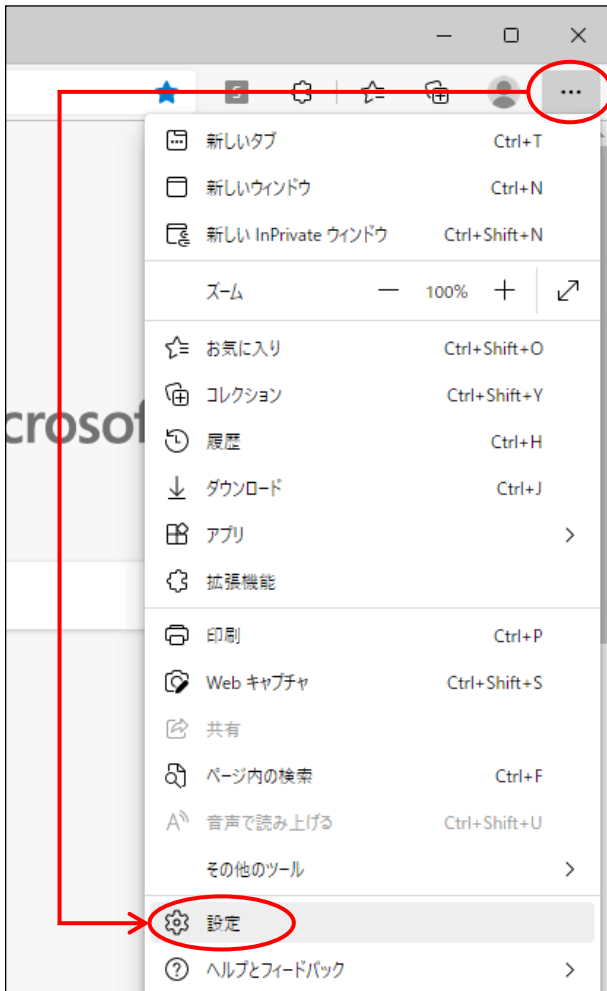 新しいタブ Ctrl+T
新しいウィンドウ Ctrl+N
新しい InPrivate ウィンドウ Ctrl+Shift+N
ズーム 100%
お気に入り Ctrl+Shift+O
コレクション Ctrl+Shift+Y
crosof
履歴 Ctrl+H
ダウンロード Ctrl+J
アプリ
拡張機能
印刷 Ctrl+P
Web キャプチャ Ctrl+Shift+S
共有
ページ内の検索 Ctrl+F
音声で読み上げる Ctrl+Shift+U
その他のツール
設定
ヘルプとフィードバック